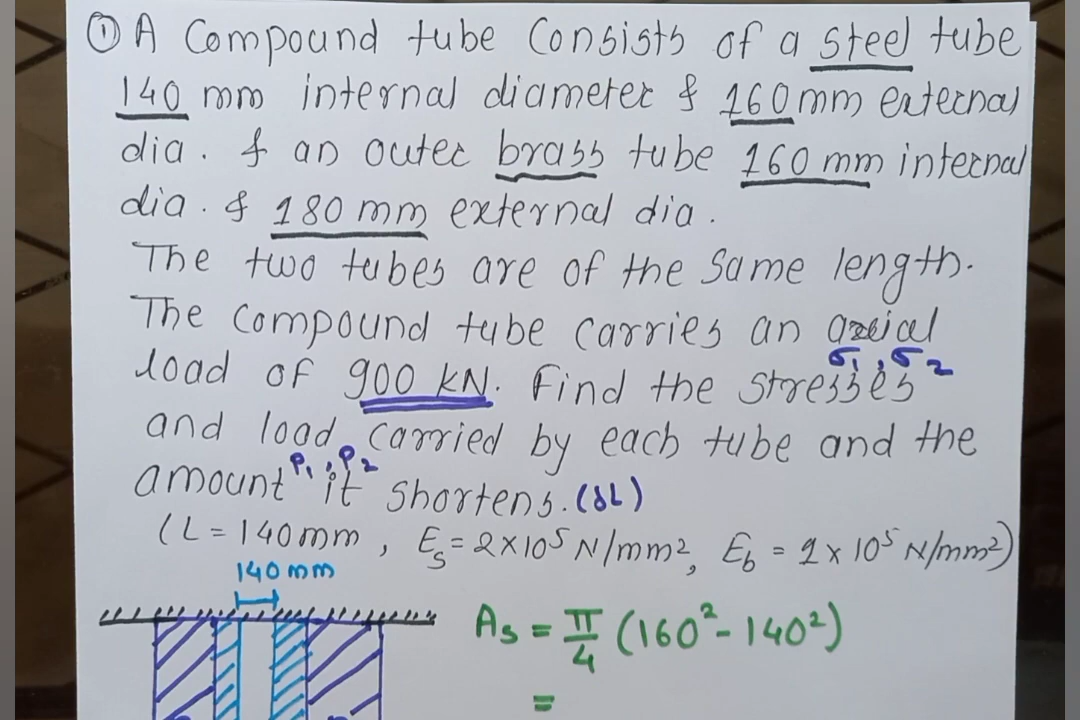 ① A Compound tube Consists of a steel tube
140 mm internal diameter & 160mm external
dia. & an outer brass tube 160 mm internal
dia. & 180 mm external dia.
The two tubes are of the same length.
The compound tube carries an axial
load of 900 kN. Find the stresses σ₁, σ₂
and load carried by each tube and the
amount P₁, P₂ it shortens. (δL)
(L = 140mm, Es = 2×10⁵ N/mm², Eb = 1×10⁵ N/mm²)
140 mm
As = π/4 (160² - 140²)
=